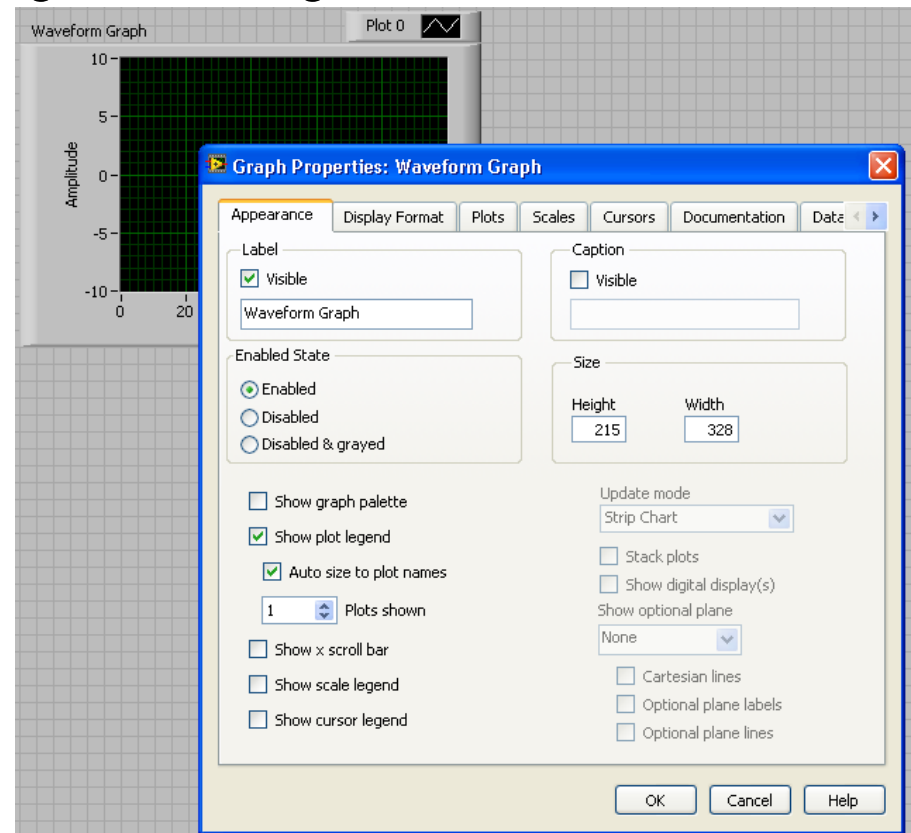 Waveform Graph
Plot 0
10
5
0
-5
-10
Amplitude
0
20
Graph Properties: Waveform Graph
Appearance Display Format Plots Scales Cursors Documentation Data
Label
Visible
Waveform Graph
Caption
Visible
Enabled State
Enabled
Disabled
Disabled & grayed
Size
Height Width
215 328
Show graph palette
Show plot legend
Auto size to plot names
1 Plots shown
Show x scroll bar
Show scale legend
Show cursor legend
Update mode
Strip Chart
Stack plots
Show digital display(s)
Show optional plane
None
Cartesian lines
Optional plane labels
Optional plane lines
OK Cancel Help